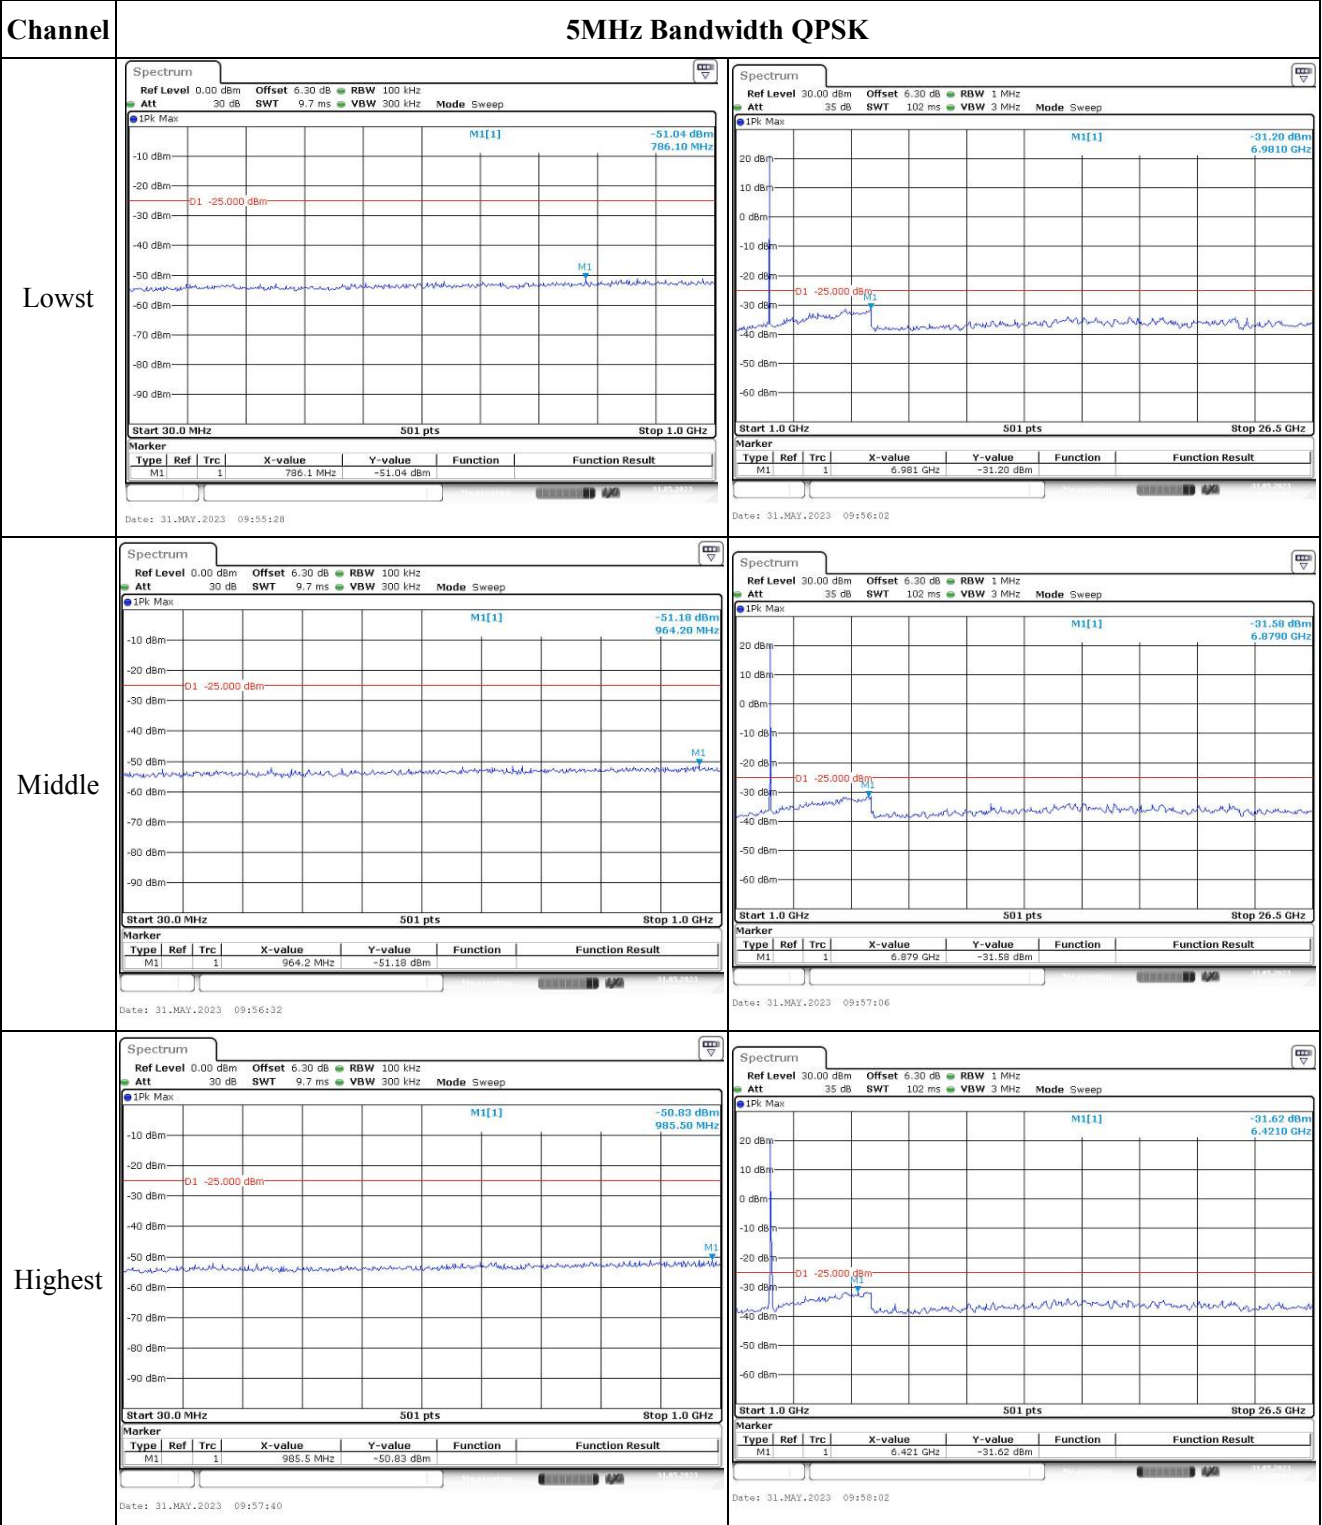 Channel 5MHz Bandwidth QPSK
Lowst
Spectrum
Ref Level 0.00 dBm Offset 6.30 dB RBW 100 kHz
Att 30 dB SWT 9.7 ms VBW 300 kHz Mode Sweep
1Pk Max
M1[1] -51.04 dBm
786.10 MHz
-10 dBm
-20 dBm
D1 -25.000 dBm
-30 dBm
-40 dBm
-50 dBm
M1
-60 dBm
-70 dBm
-80 dBm
-90 dBm
Start 30.0 MHz 501 pts Stop 1.0 GHz
Marker
Type Ref Trc X-value Y-value Function Function Result
M1 1 786.1 MHz -51.04 dBm
Date: 31.MAY.2023 09:55:28
Spectrum
Ref Level 30.00 dBm Offset 6.30 dB RBW 1 MHz
Att 35 dB SWT 102 ms VBW 3 MHz Mode Sweep
1Pk Max
M1[1] -31.20 dBm
6.9810 GHz
20 dBm
10 dBm
0 dBm
-10 dBm
-20 dBm
D1 -25.000 dBm
M1
-30 dBm
-40 dBm
-50 dBm
-60 dBm
Start 1.0 GHz 501 pts Stop 26.5 GHz
Marker
Type Ref Trc X-value Y-value Function Function Result
M1 1 6.981 GHz -31.20 dBm
Date: 31.MAY.2023 09:56:02
Middle
Spectrum
Ref Level 0.00 dBm Offset 6.30 dB RBW 100 kHz
Att 30 dB SWT 9.7 ms VBW 300 kHz Mode Sweep
1Pk Max
M1[1] -51.18 dBm
964.20 MHz
-10 dBm
-20 dBm
D1 -25.000 dBm
-30 dBm
-40 dBm
M1
-50 dBm
-60 dBm
-70 dBm
-80 dBm
-90 dBm
Start 30.0 MHz 501 pts Stop 1.0 GHz
Marker
Type Ref Trc X-value Y-value Function Function Result
M1 1 964.2 MHz -51.18 dBm
Date: 31.MAY.2023 09:56:32
Spectrum
Ref Level 30.00 dBm Offset 6.30 dB RBW 1 MHz
Att 35 dB SWT 102 ms VBW 3 MHz Mode Sweep
1Pk Max
M1[1] -31.58 dBm
6.8790 GHz
20 dBm
10 dBm
0 dBm
-10 dBm
-20 dBm
D1 -25.000 dBm
M1
-30 dBm
-40 dBm
-50 dBm
-60 dBm
Start 1.0 GHz 501 pts Stop 26.5 GHz
Marker
Type Ref Trc X-value Y-value Function Function Result
M1 1 6.879 GHz -31.58 dBm
Date: 31.MAY.2023 09:57:06
Highest
Spectrum
Ref Level 0.00 dBm Offset 6.30 dB RBW 100 kHz
Att 30 dB SWT 9.7 ms VBW 300 kHz Mode Sweep
1Pk Max
M1[1] -50.83 dBm
985.50 MHz
-10 dBm
-20 dBm
D1 -25.000 dBm
-30 dBm
-40 dBm
M1
-50 dBm
-60 dBm
-70 dBm
-80 dBm
-90 dBm
Start 30.0 MHz 501 pts Stop 1.0 GHz
Marker
Type Ref Trc X-value Y-value Function Function Result
M1 1 985.5 MHz -50.83 dBm
Date: 31.MAY.2023 09:57:40
Spectrum
Ref Level 30.00 dBm Offset 6.30 dB RBW 1 MHz
Att 35 dB SWT 102 ms VBW 3 MHz Mode Sweep
1Pk Max
M1[1] -31.62 dBm
6.4210 GHz
20 dBm
10 dBm
0 dBm
-10 dBm
-20 dBm
D1 -25.000 dBm
M1
-30 dBm
-40 dBm
-50 dBm
-60 dBm
Start 1.0 GHz 501 pts Stop 26.5 GHz
Marker
Type Ref Trc X-value Y-value Function Function Result
M1 1 6.421 GHz -31.62 dBm
Date: 31.MAY.2023 09:58:02